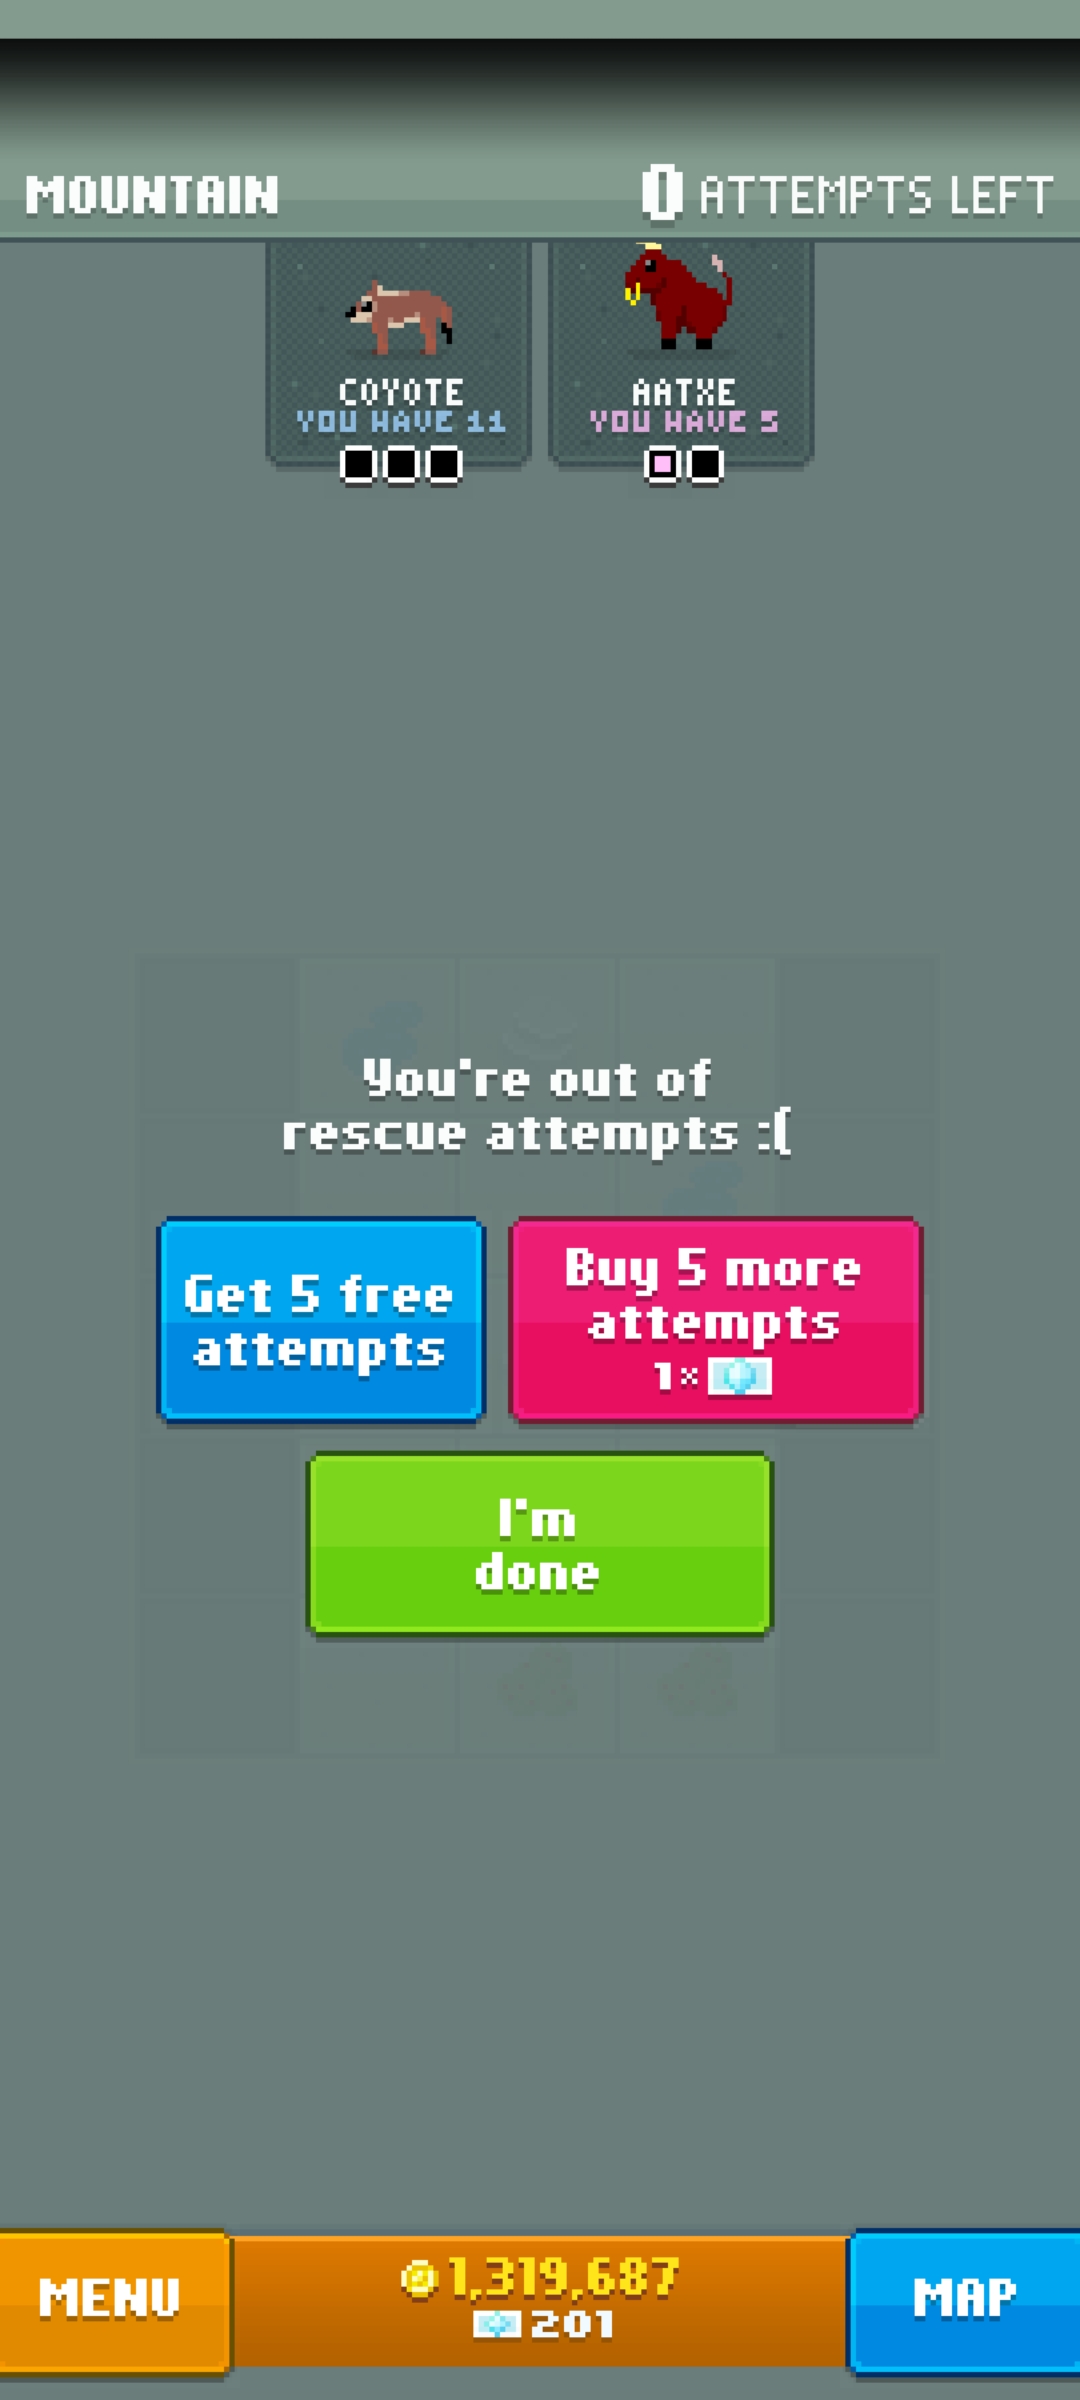 MOUNTAIN
0 ATTEMPTS LEFT
COYOTE
YOU HAVE 11
AATXE
YOU HAVE 5
You're out of
rescue attempts :(
Get 5 free
attempts
Buy 5 more
attempts
1×
I'm
done
MENU
1,319,687
201
MAP